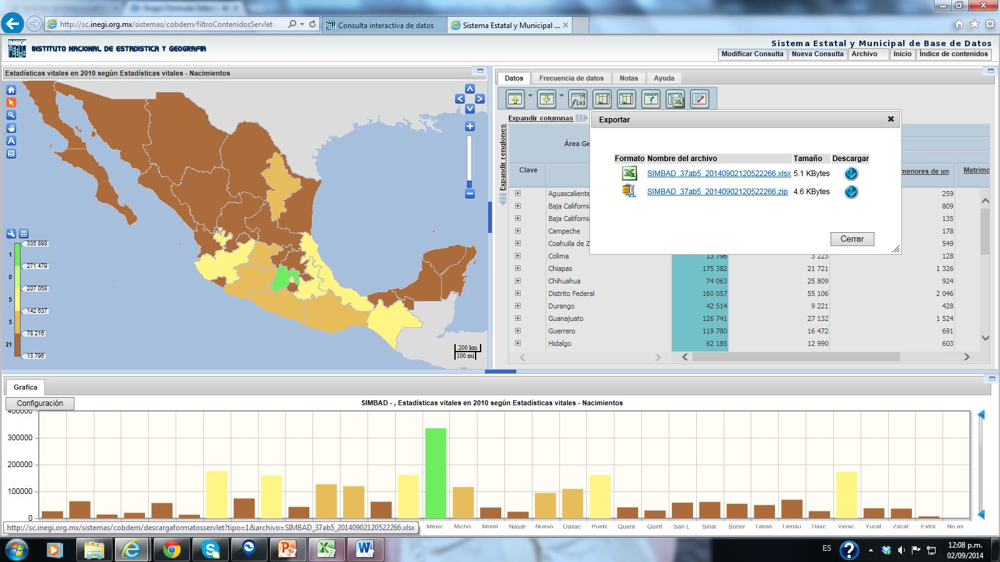 http://sc.inegi.org.mx/sistemas/cobdem/filtroContenidosServlet
Consulta interactiva de datos
Sistema Estatal y Municipal ...
INEGI
INSTITUTO NACIONAL DE ESTADISTICA Y GEOGRAFIA
Sistema Estatal y Municipal de Base de Datos
Modificar Consulta Nueva Consulta Archivo Inicio Índice de contenidos
Estadísticas vitales en 2010 según Estadísticas vitales - Nacimientos
335 898
1
271 479
0
207 058
5
142 637
5
78 216
21
13 796
200 km
100 mi
Datos Frecuencia de datos Notas Ayuda
Expandir columnas
Expandir renglones
Exportar
Formato Nombre del archivo Tamaño Descargar
SIMBAD_37ab5_20140902120522266.xlsx 5.1 KBytes
SIMBAD_37ab5_20140902120522266.zip 4.6 KBytes
Cerrar
Área Ge
Clave
menores de un
Matrimo
Aguascaliente 259
Baja California 809
Baja California 135
Campeche 178
Coahuila de Z 549
Colima 13 796 3 223 128
Chiapas 175 382 21 721 1 326
Chihuahua 74 063 25 809 924
Distrito Federal 160 057 55 106 2 046
Durango 42 514 9 221 428
Guanajuato 126 741 27 132 1 524
Guerrero 119 780 16 472 691
Hidalgo 62 185 12 990 603
Grafica
Configuración
SIMBAD - , Estadísticas vitales en 2010 según Estadísticas vitales - Nacimientos
400000
300000
200000
100000
0
Méxic Micho Morel Nayar Nuevo Oaxac Puebl Queré Quint San L Sinal Sonor Tabas Tamau Tlaxc Verac Yucat Zacat Extra No es
http://sc.inegi.org.mx/sistemas/cobdem/descargaformatosservlet?tipo=1&archivo=SIMBAD_37ab5_20140902120522266.xlsx
ES
12:08 p.m.
02/09/2014